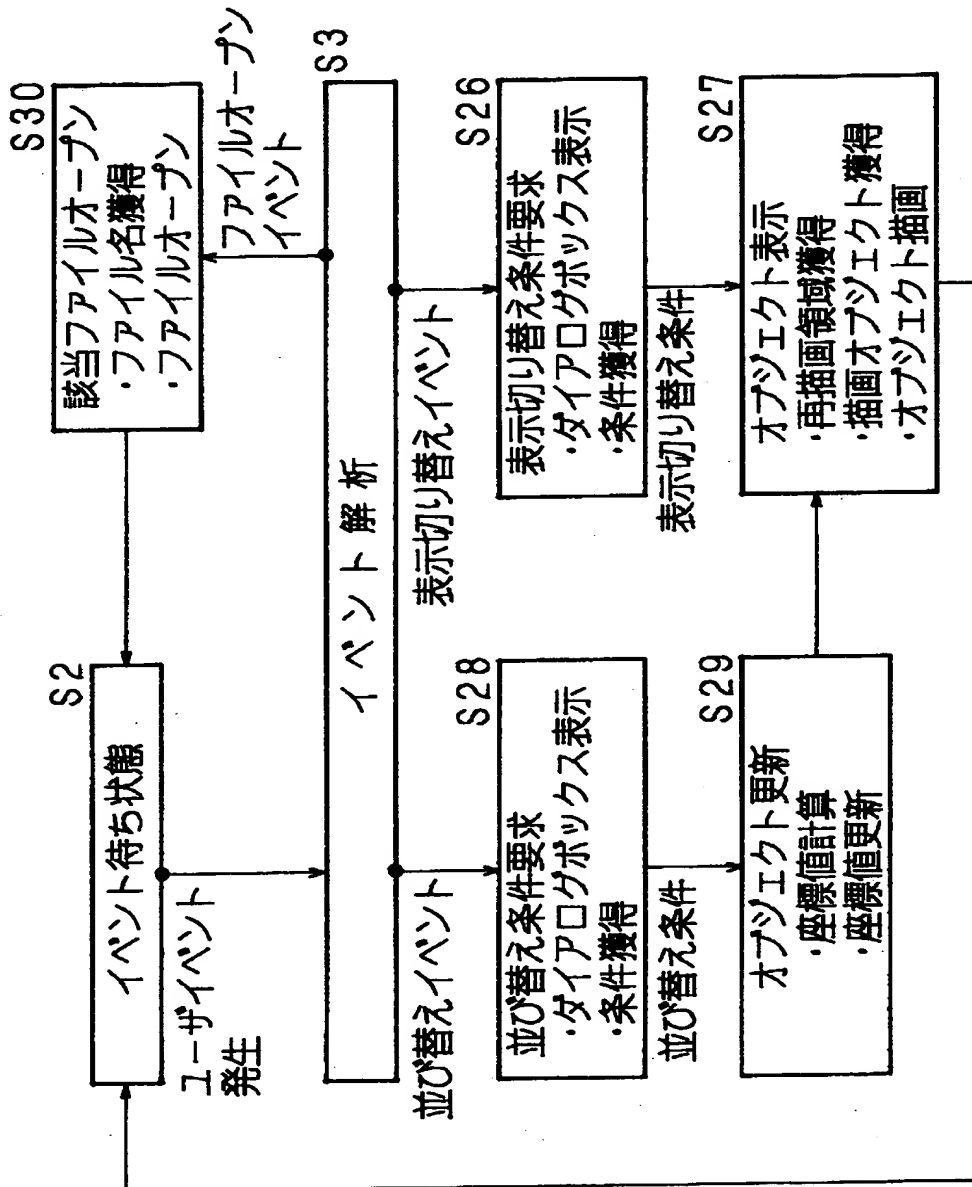 S2
イベント待ち状態
ユーザイベント
発生
S30
該当ファイルオープン
・ファイル名獲得
・ファイルオープン
ファイルオープン
イベント
S3
イベント解析
並び替えイベント
表示切り替えイベント
S28
並び替え条件要求
・ダイアログボックス表示
・条件獲得
並び替え条件
S26
表示切り替え条件要求
・ダイアログボックス表示
・条件獲得
表示切り替え条件
S29
オブジェクト更新
・座標値計算
・座標値更新
S27
オブジェクト表示
・再描画領域獲得
・描画オブジェクト獲得
・オブジェクト描画